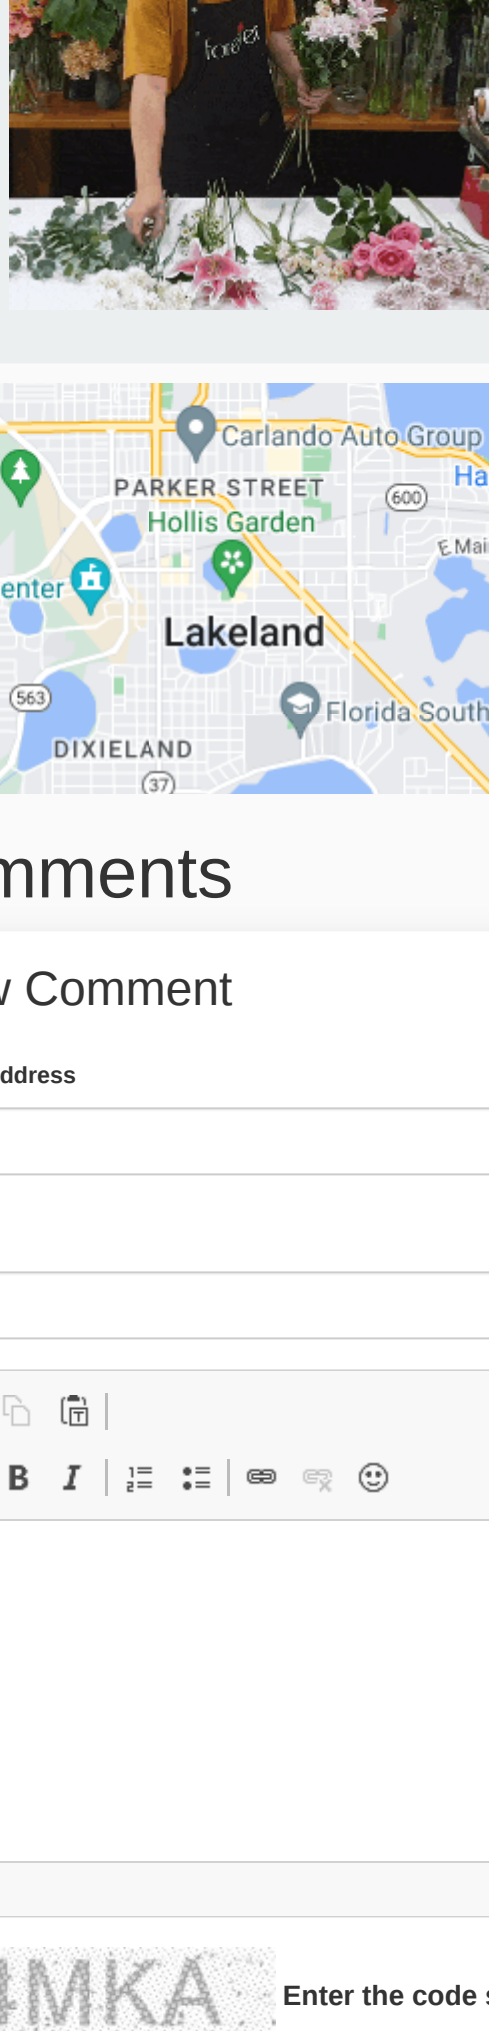 forever
Carlando Auto Group
Ha
PARKER STREET
600
Hollis Garden
E Mai
enter
Lakeland
563
Florida South
DIXIELAND
37
mments
w Comment
ddress
B I
Enter the code s